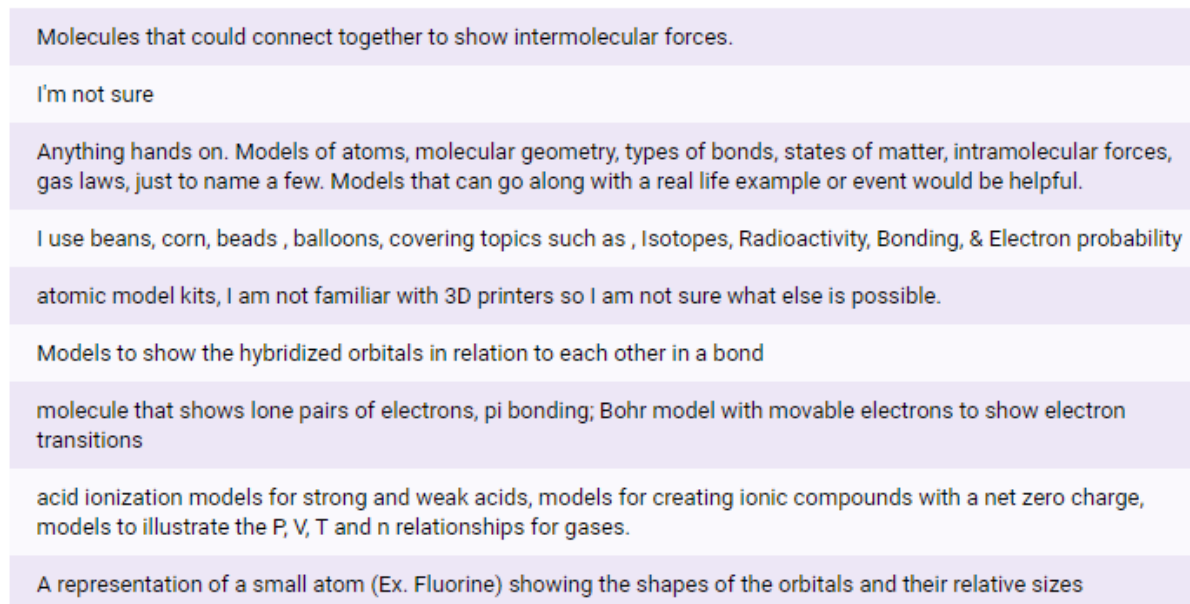 Molecules that could connect together to show intermolecular forces.
I'm not sure
Anything hands on. Models of atoms, molecular geometry, types of bonds, states of matter, intramolecular forces,
gas laws, just to name a few. Models that can go along with a real life example or event would be helpful.
I use beans, corn, beads , balloons, covering topics such as , Isotopes, Radioactivity, Bonding, & Electron probability
atomic model kits, I am not familiar with 3D printers so I am not sure what else is possible.
Models to show the hybridized orbitals in relation to each other in a bond
molecule that shows lone pairs of electrons, pi bonding; Bohr model with movable electrons to show electron
transitions
acid ionization models for strong and weak acids, models for creating ionic compounds with a net zero charge,
models to illustrate the P, V, T and n relationships for gases.
A representation of a small atom (Ex. Fluorine) showing the shapes of the orbitals and their relative sizes